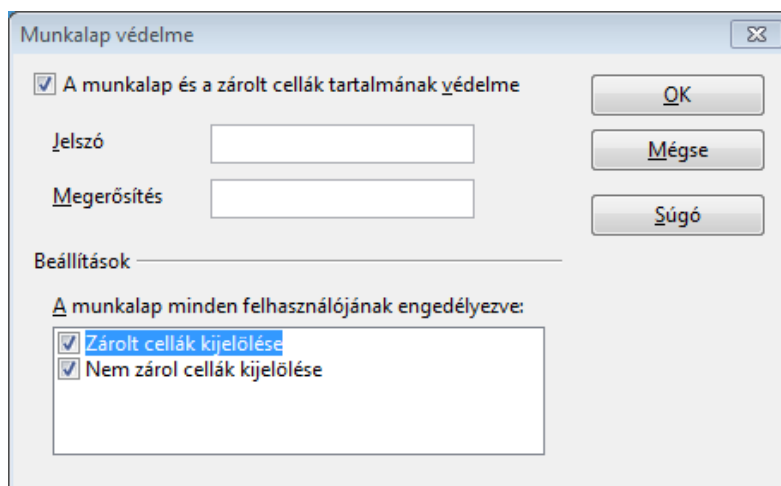 Munkalap védelme
A munkalap és a zárolt cellák tartalmának védelme
OK
Jelszó
Mégse
Megerősítés
Súgó
Beállítások
A munkalap minden felhasználójának engedélyezve:
Zárolt cellák kijelölése
Nem zárol cellák kijelölése